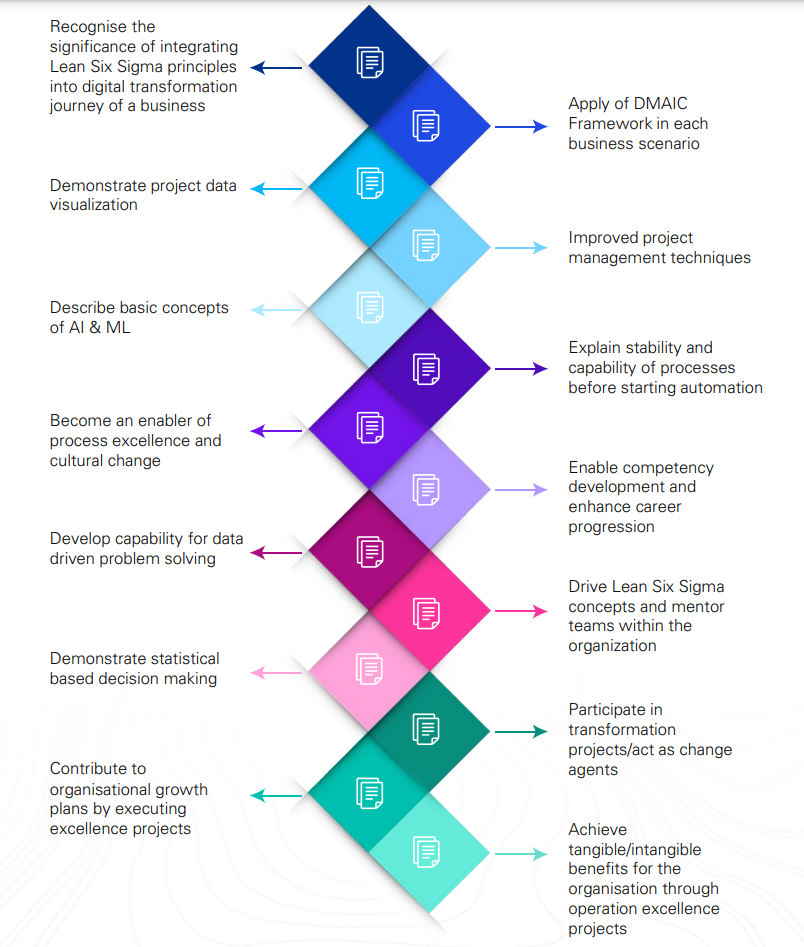 Recognise the
significance of integrating
Lean Six Sigma principles
into digital transformation
journey of a business
Apply of DMAIC
Framework in each
business scenario
Demonstrate project data
visualization
Improved project
management techniques
Describe basic concepts
of AI & ML
Explain stability and
capability of processes
before starting automation
Become an enabler of
process excellence and
cultural change
Enable competency
development and
enhance career
progression
Develop capability for data
driven problem solving
Drive Lean Six Sigma
concepts and mentor
teams within the
organization
Demonstrate statistical
based decision making
Participate in
transformation
projects/act as change
agents
Contribute to
organisational growth
plans by executing
excellence projects
Achieve
tangible/intangible
benefits for the
organisation through
operation excellence
projects